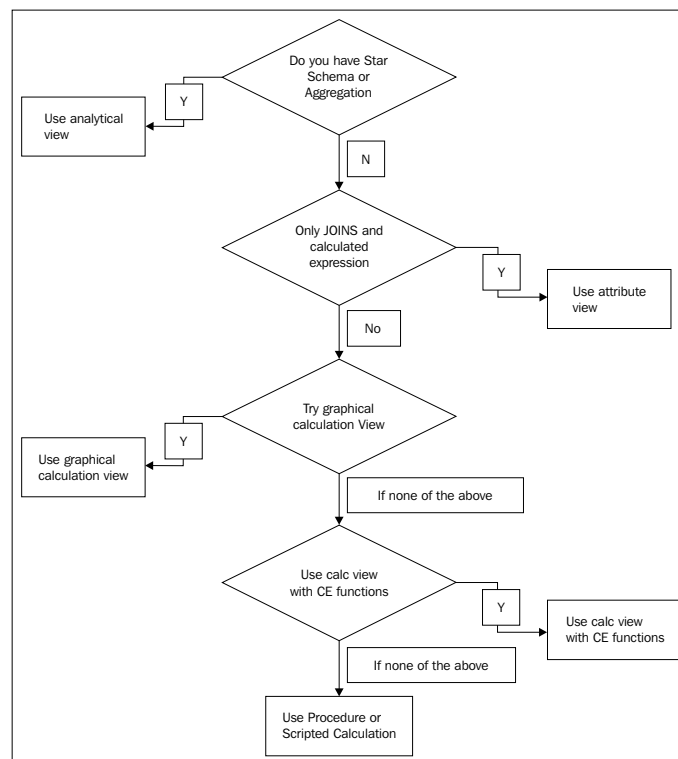 Do you have Star
Schema or
Aggregation
Y
Use analytical
view
N
Only JOINS and
calculated
expression
Y
Use attribute
view
No
Try graphical
calculation View
Y
Use graphical
calculation view
If none of the above
Use calc view
with CE functions
Y
Use calc view
with CE functions
If none of the above
Use Procedure or
Scripted Calculation